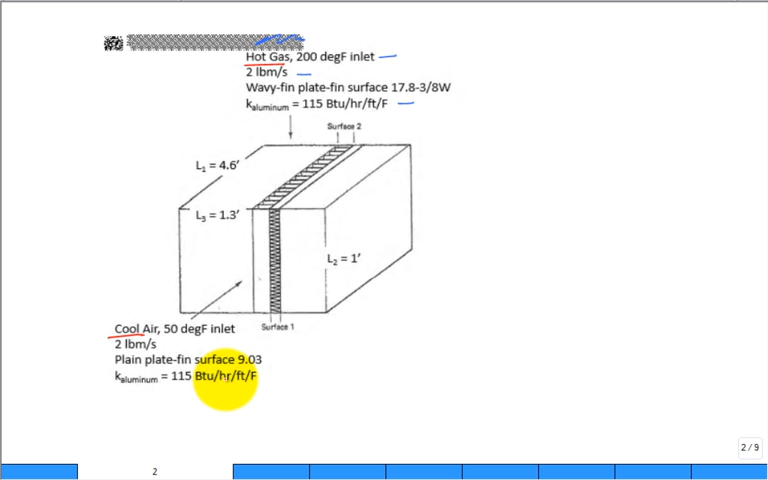 Hot Gas, 200 degF inlet
2 lbm/s
Wavy-fin plate-fin surface 17.8-3/8W
kaluminum = 115 Btu/hr/ft/F
Surface 2
L₁ = 4.6'
L₃ = 1.3'
L₂ = 1'
Cool Air, 50 degF inlet
Surface 1
2 lbm/s
Plain plate-fin surface 9.03
kaluminum = 115 Btu/hr/ft/F
2 / 9
2